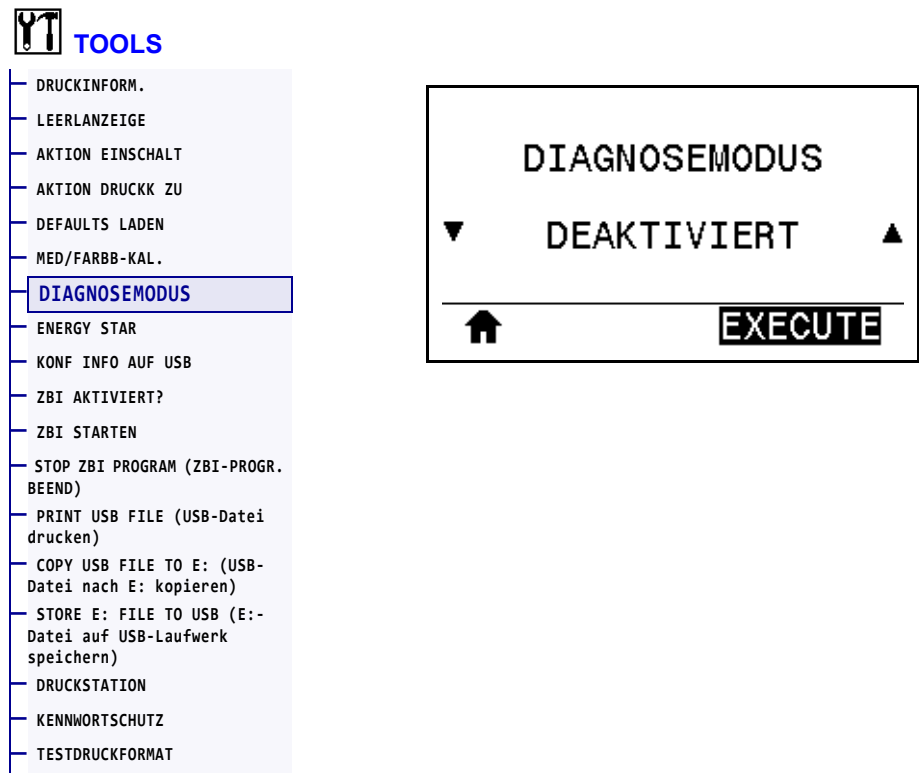 TOOLS
DRUCKINFORM.
LEERLANZEIGE
AKTION EINSCHALT
AKTION DRUCKK ZU
DEFAULTS LADEN
MED/FARBB-KAL.
DIAGNOSEMODUS
ENERGY STAR
KONF INFO AUF USB
ZBI AKTIVIERT?
ZBI STARTEN
STOP ZBI PROGRAM (ZBI-PROGR.
BEEND)
PRINT USB FILE (USB-Datei
drucken)
COPY USB FILE TO E: (USB-
Datei nach E: kopieren)
STORE E: FILE TO USB (E:-
Datei auf USB-Laufwerk
speichern)
DRUCKSTATION
KENNWORTSCHUTZ
TESTDRUCKFORMAT
DIAGNOSEMODUS
DEAKTIVIERT
EXECUTE